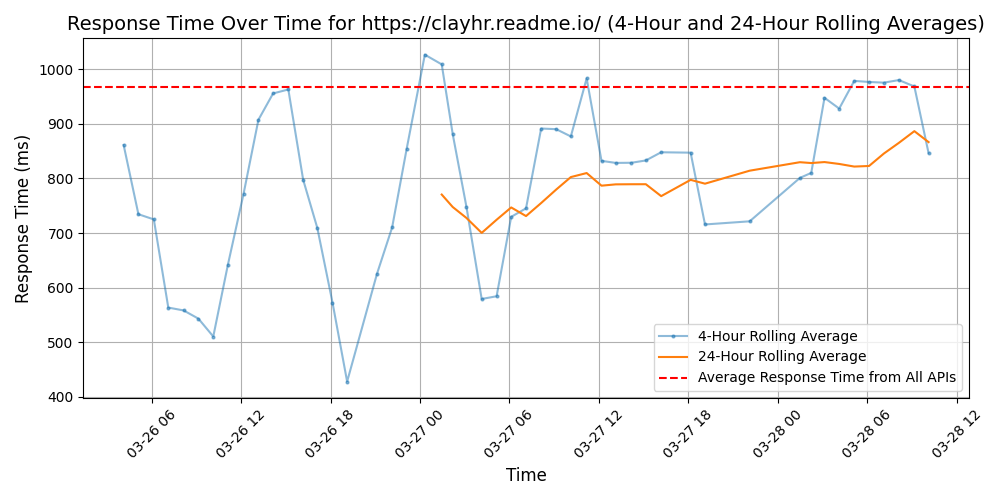 Response Time Over Time for https://clayhr.readme.io/ (4-Hour and 24-Hour Rolling Averages)
Response Time (ms)
1000
900
800
700
600
500
400
4-Hour Rolling Average
24-Hour Rolling Average
Average Response Time from All APIs
03-26 06
03-26 12
03-26 18
03-27 00
03-27 06
03-27 12
03-27 18
03-28 00
03-28 06
03-28 12
Time